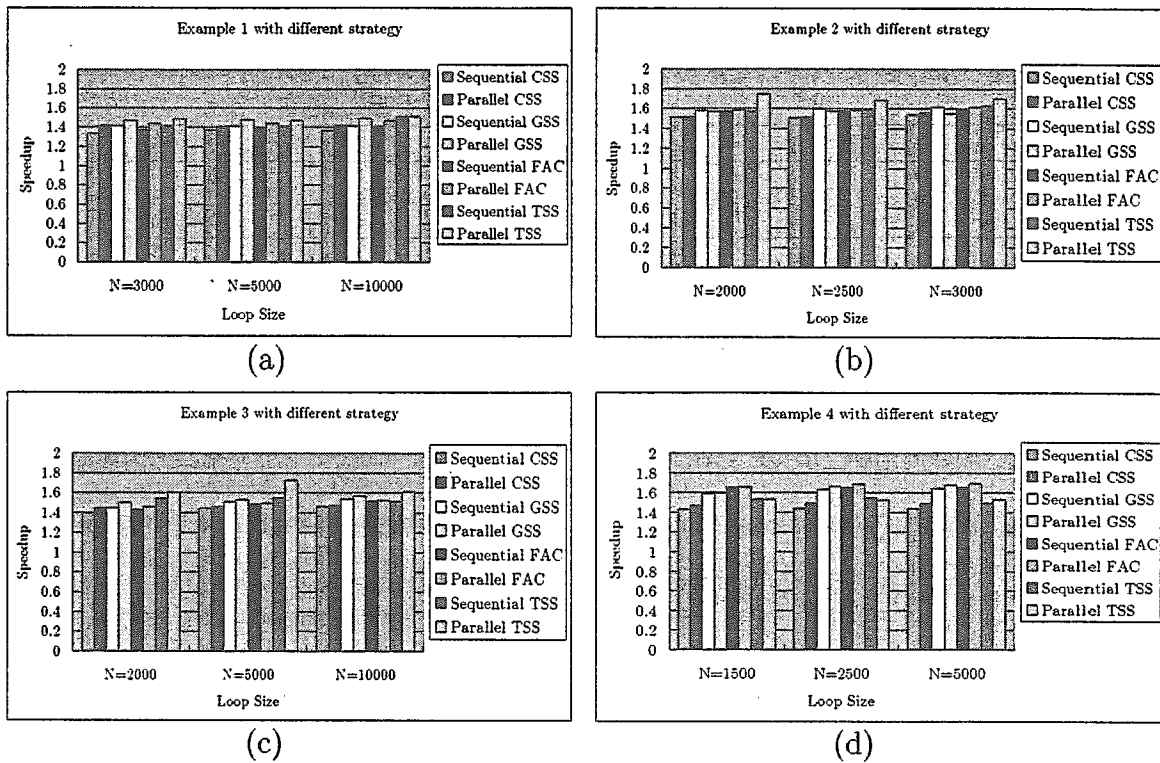 Example 1 with different strategy
Speedup
2
1.8
1.6
1.4
1.2
1
0.8
0.6
0.4
0.2
0
N=3000
N=5000
N=10000
Loop Size
Sequential CSS
Parallel CSS
Sequential GSS
Parallel GSS
Sequential FAC
Parallel FAC
Sequential TSS
Parallel TSS
(a)
Example 2 with different strategy
Speedup
2
1.8
1.6
1.4
1.2
1
0.8
0.6
0.4
0.2
0
N=2000
N=2500
N=3000
Loop Size
Sequential CSS
Parallel CSS
Sequential GSS
Parallel GSS
Sequential FAC
Parallel FAC
Sequential TSS
Parallel TSS
(b)
Example 3 with different strategy
Speedup
2
1.8
1.6
1.4
1.2
1
0.8
0.6
0.4
0.2
0
N=2000
N=5000
N=10000
Loop Size
Sequential CSS
Parallel CSS
Sequential GSS
Parallel GSS
Sequential FAC
Parallel FAC
Sequential TSS
Parallel TSS
(c)
Example 4 with different strategy
Speedup
2
1.8
1.6
1.4
1.2
1
0.8
0.6
0.4
0.2
0
N=1500
N=2500
N=5000
Loop Size
Sequential CSS
Parallel CSS
Sequential GSS
Parallel GSS
Sequential FAC
Parallel FAC
Sequential TSS
Parallel TSS
(d)